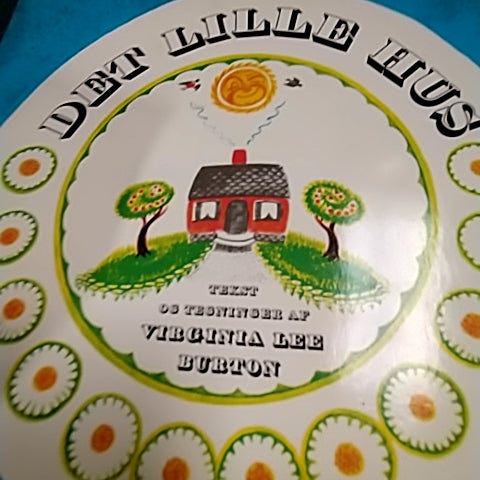 DET LILLE HUS
TEKST
OG TEGNINGER AF
VIRGINIA LEE
BURTON